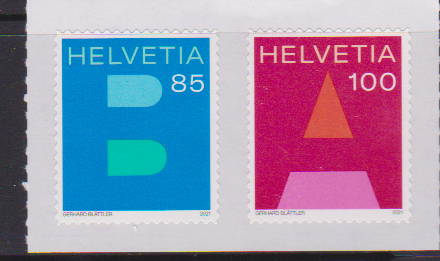 HELVETIA
85
GERHARD BLÄTTLER 2021
HELVETIA
100
GERHARD BLÄTTLER 2021